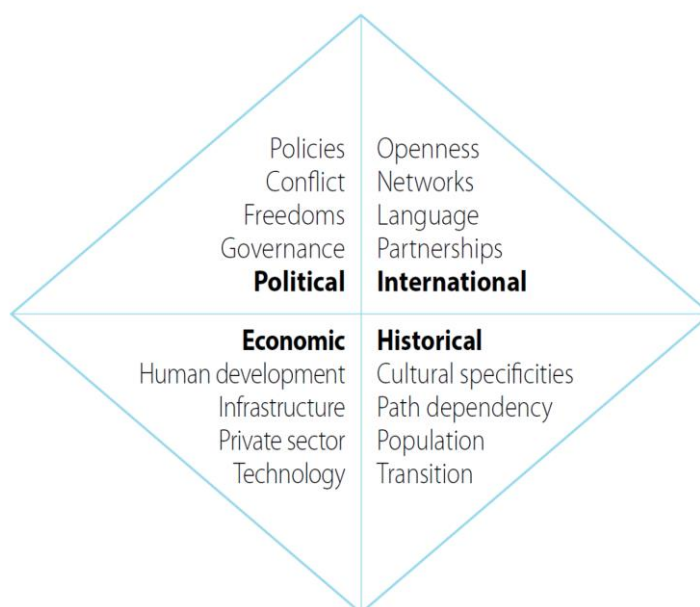 Policies
Conflict
Freedoms
Governance
Political
Openness
Networks
Language
Partnerships
International
Economic
Human development
Infrastructure
Private sector
Technology
Historical
Cultural specificities
Path dependency
Population
Transition